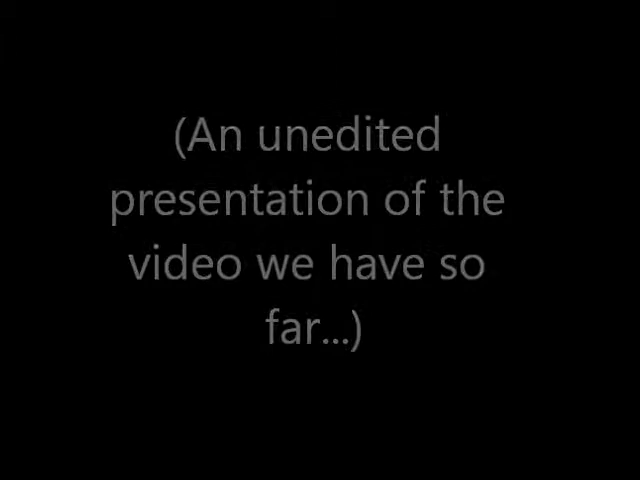 (An unedited
presentation of the
video we have so
far...)